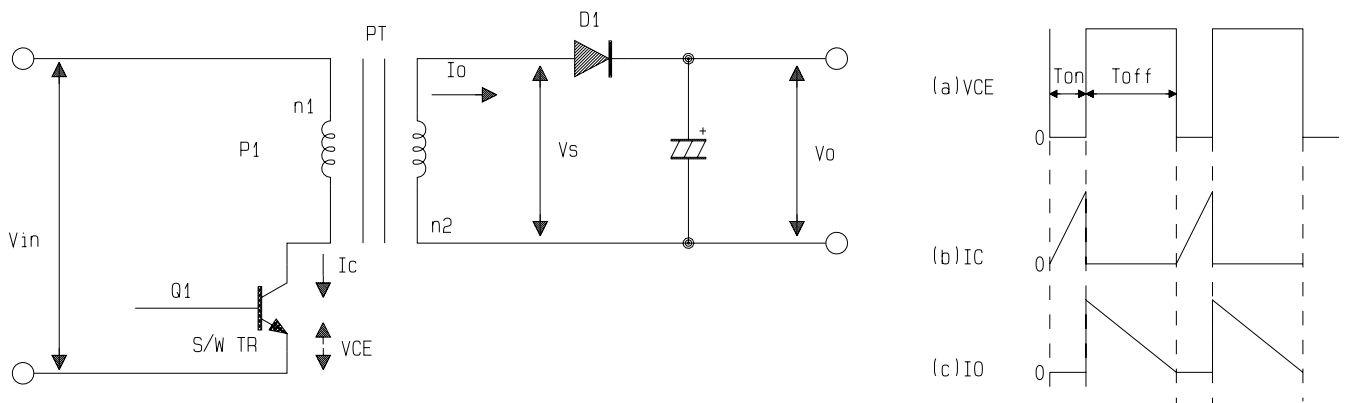 PT
D1
Io
n1
P1
Vs
+
Vo
n2
Vin
Ic
Q1
S/W TR
VCE
(a)VCE
Ton
Toff
0
(b)IC
0
(c)IO
0